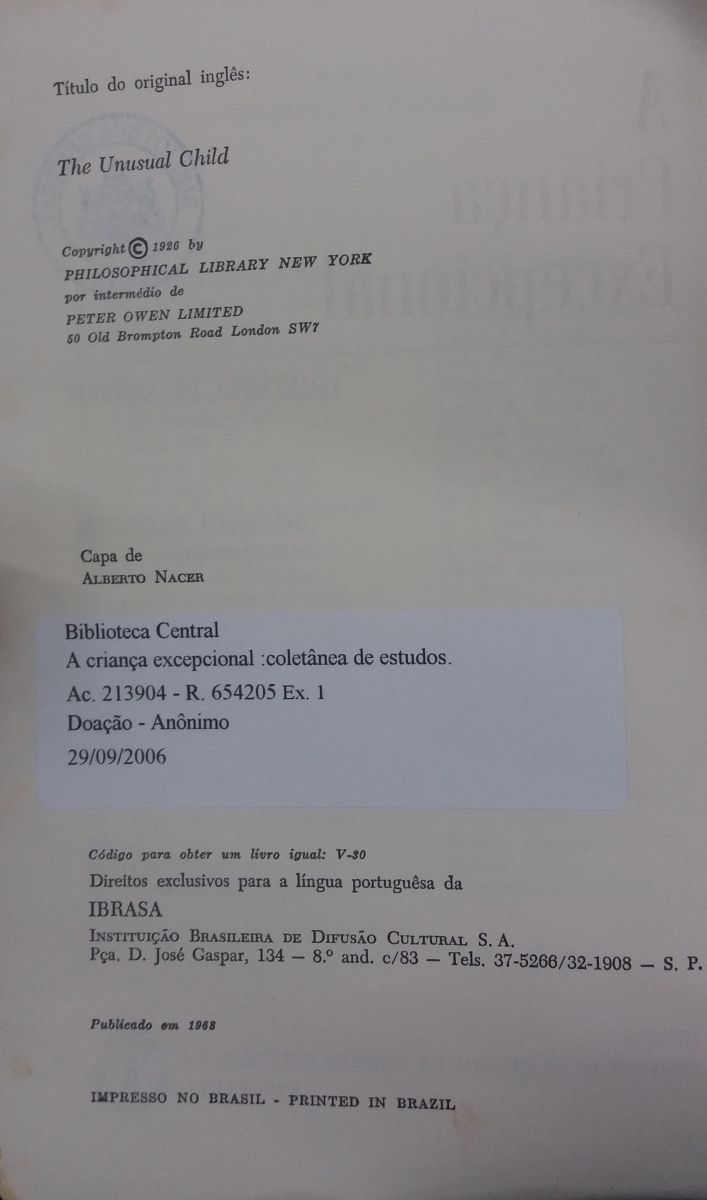 Título do original inglês:
The Unusual Child
Copyright © 1926 by
PHILOSOPHICAL LIBRARY NEW YORK
por intermédio de
PETER OWEN LIMITED
50 Old Brompton Road London SW7
Capa de
ALBERTO NACER
Biblioteca Central
A criança excepcional :coletânea de estudos.
Ac. 213904 - R. 654205 Ex. 1
Doação - Anônimo
29/09/2006
Código para obter um livro igual: V-30
Direitos exclusivos para a língua portuguêsa da
IBRASA
INSTITUIÇÃO BRASILEIRA DE DIFUSÃO CULTURAL S. A.
Pça. D. José Gaspar, 134 — 8.º and. c/83 — Tels. 37-5266/32-1908 — S. P.
Publicado em 1968
IMPRESSO NO BRASIL - PRINTED IN BRAZIL